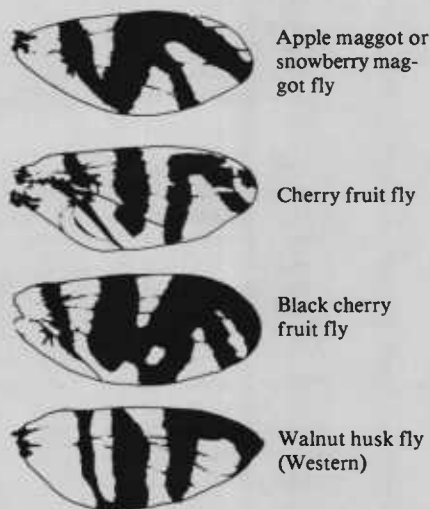 Apple maggot or
snowberry mag-
got fly
Cherry fruit fly
Black cherry
fruit fly
Walnut husk fly
(Western)